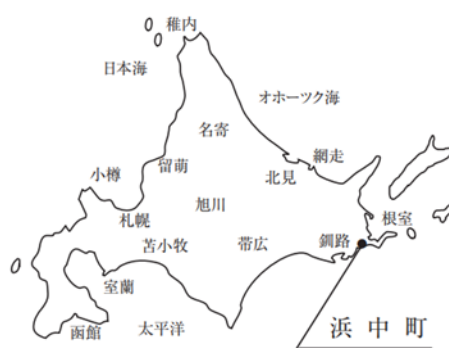 稚内
日本海
オホーツク海
名寄
網走
留萌
北見
小樽
旭川
札幌
根室
苫小牧
帯広
釧路
室蘭
浜中町
函館
太平洋